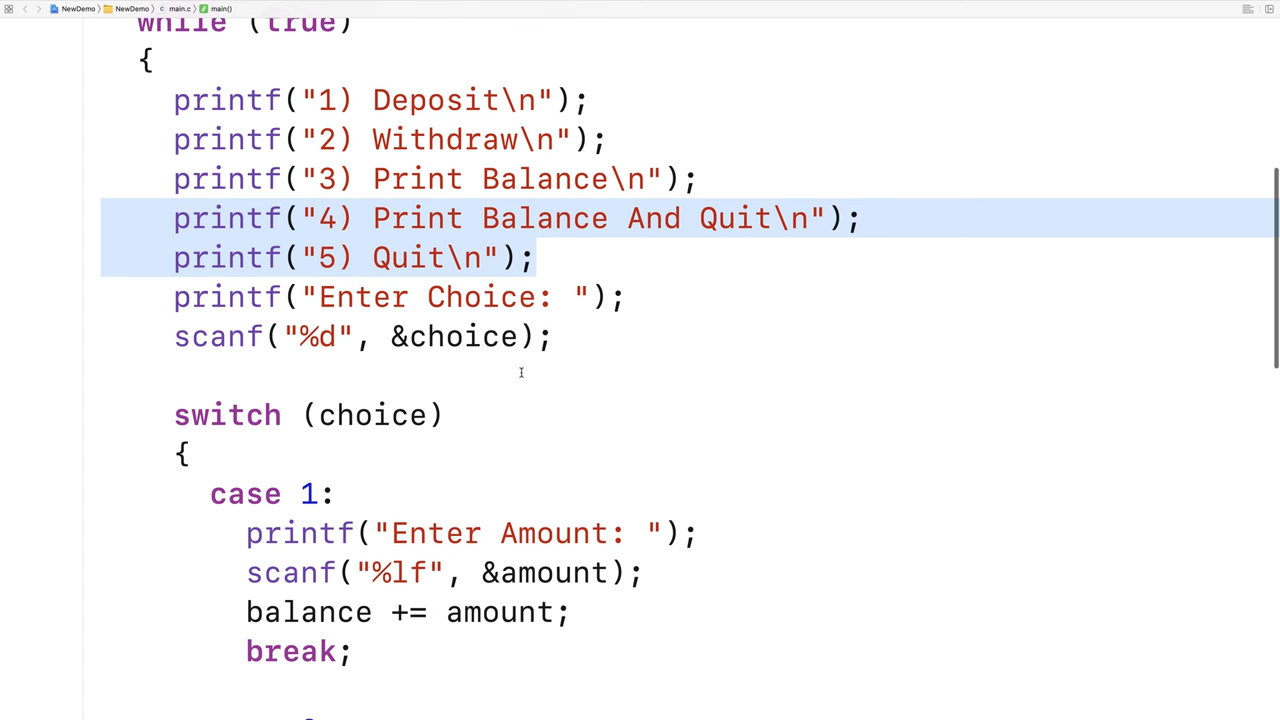 NewDemo NewDemo main.c main()
while (true)
{
printf("1) Deposit\n");
printf("2) Withdraw\n");
printf("3) Print Balance\n");
printf("4) Print Balance And Quit\n");
printf("5) Quit\n");
printf("Enter Choice: ");
scanf("%d", &choice);
switch (choice)
{
case 1:
printf("Enter Amount: ");
scanf("%lf", &amount);
balance += amount;
break;